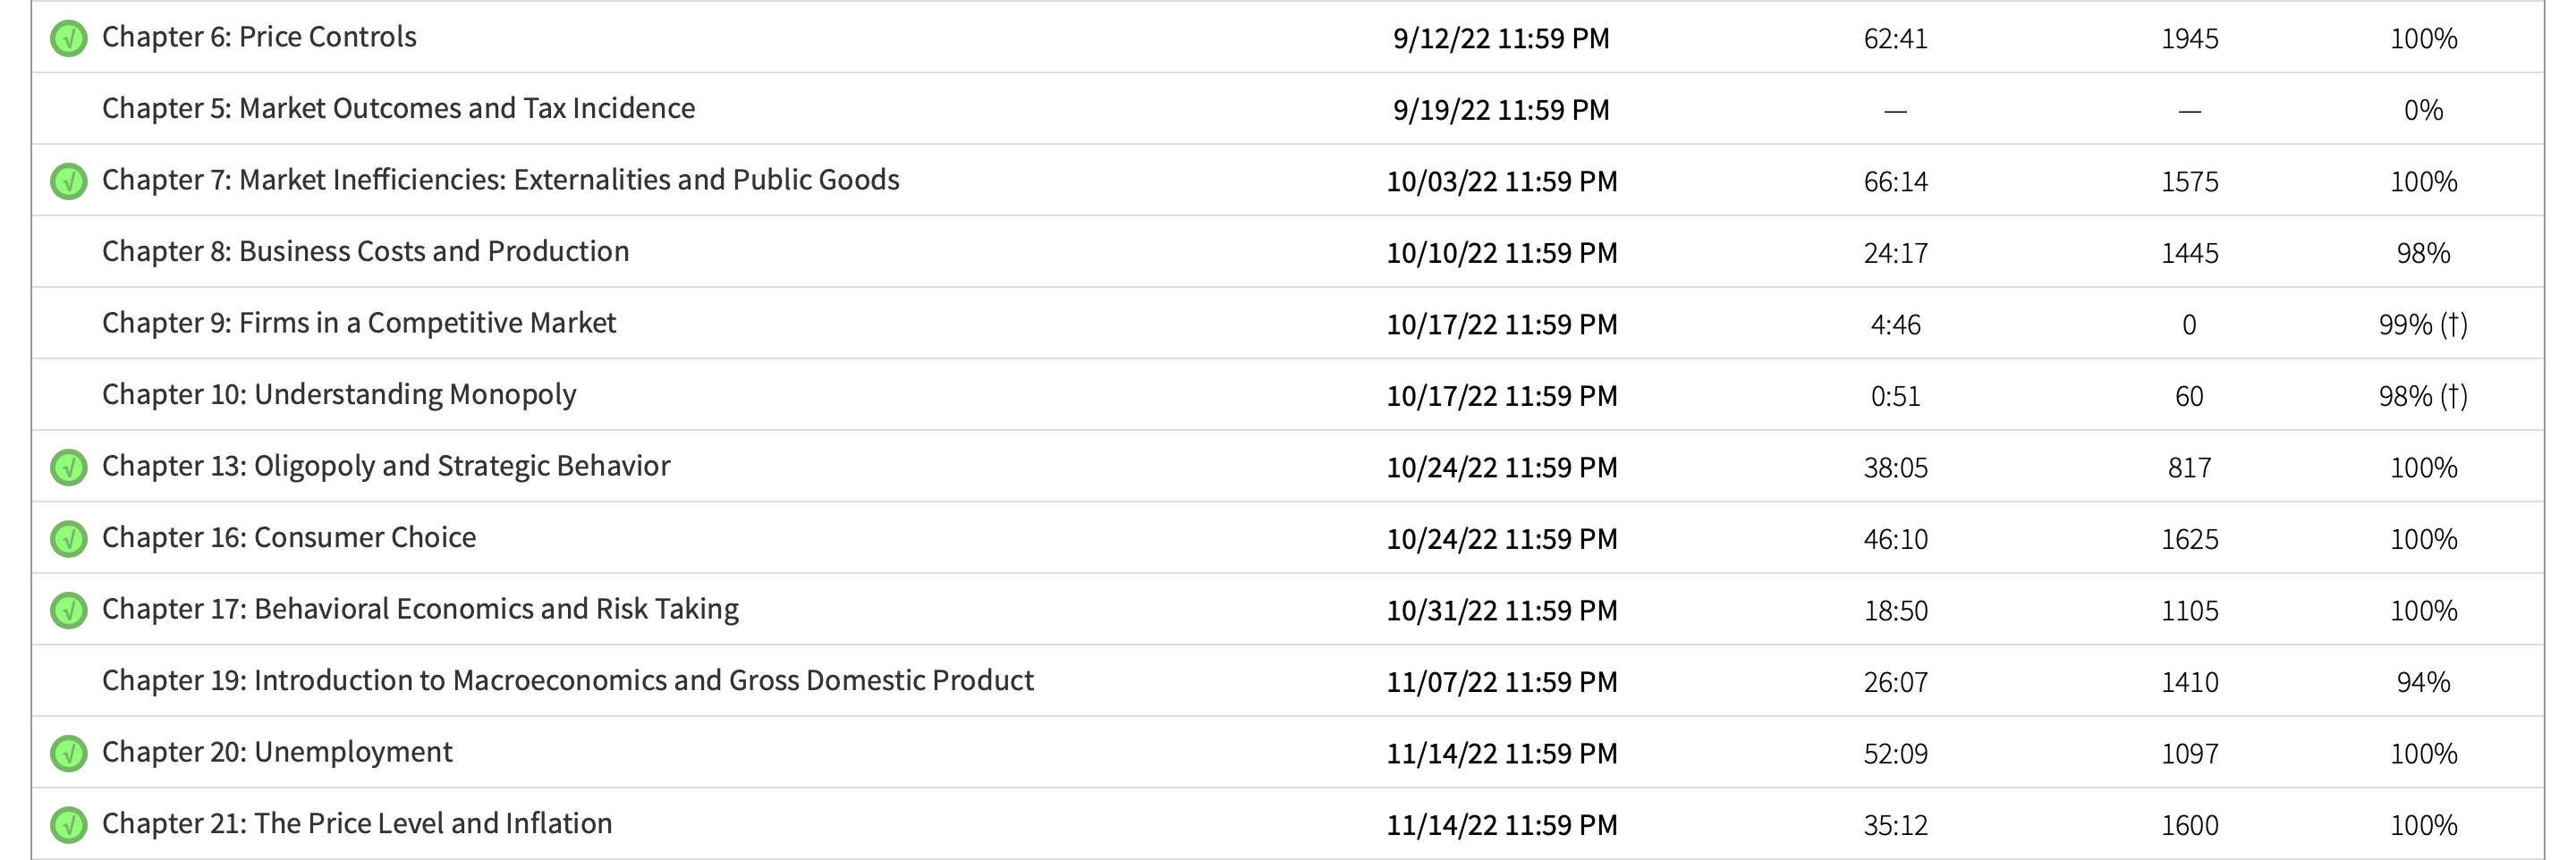 √ Chapter 6: Price Controls 9/12/22 11:59 PM 62:41 1945 100%
Chapter 5: Market Outcomes and Tax Incidence 9/19/22 11:59 PM — — 0%
√ Chapter 7: Market Inefficiencies: Externalities and Public Goods 10/03/22 11:59 PM 66:14 1575 100%
Chapter 8: Business Costs and Production 10/10/22 11:59 PM 24:17 1445 98%
Chapter 9: Firms in a Competitive Market 10/17/22 11:59 PM 4:46 0 99% (†)
Chapter 10: Understanding Monopoly 10/17/22 11:59 PM 0:51 60 98% (†)
√ Chapter 13: Oligopoly and Strategic Behavior 10/24/22 11:59 PM 38:05 817 100%
√ Chapter 16: Consumer Choice 10/24/22 11:59 PM 46:10 1625 100%
√ Chapter 17: Behavioral Economics and Risk Taking 10/31/22 11:59 PM 18:50 1105 100%
Chapter 19: Introduction to Macroeconomics and Gross Domestic Product 11/07/22 11:59 PM 26:07 1410 94%
√ Chapter 20: Unemployment 11/14/22 11:59 PM 52:09 1097 100%
√ Chapter 21: The Price Level and Inflation 11/14/22 11:59 PM 35:12 1600 100%